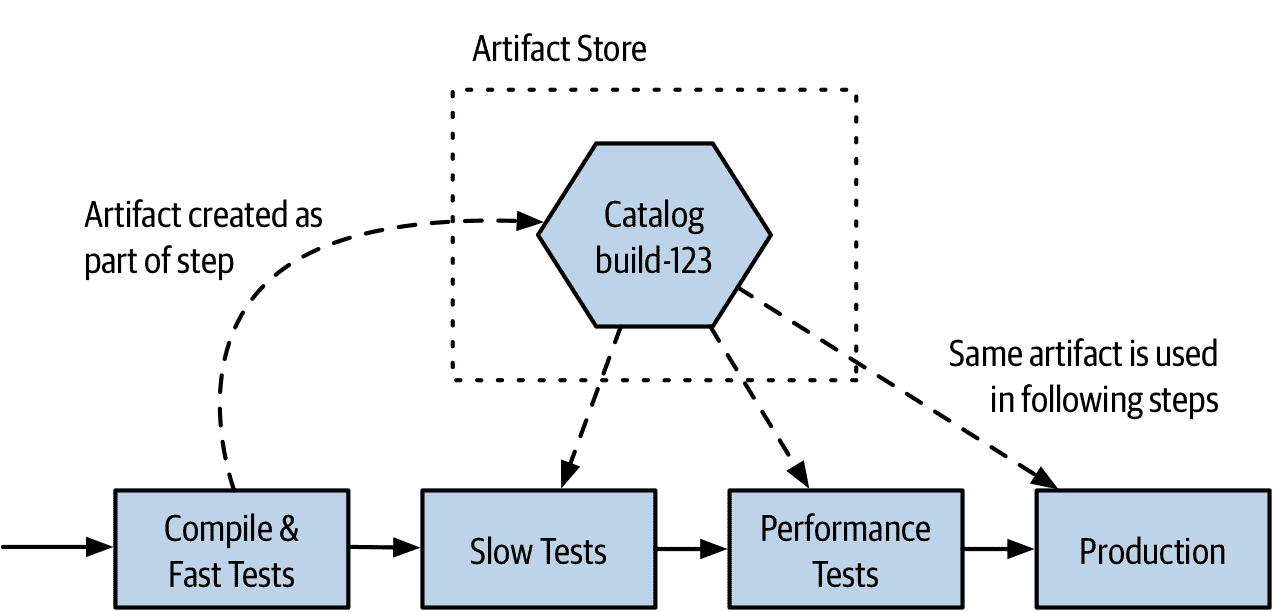 Artifact Store
Artifact created as
part of step
Catalog
build-123
Same artifact is used
in following steps
Compile &
Fast Tests
Slow Tests
Performance
Tests
Production